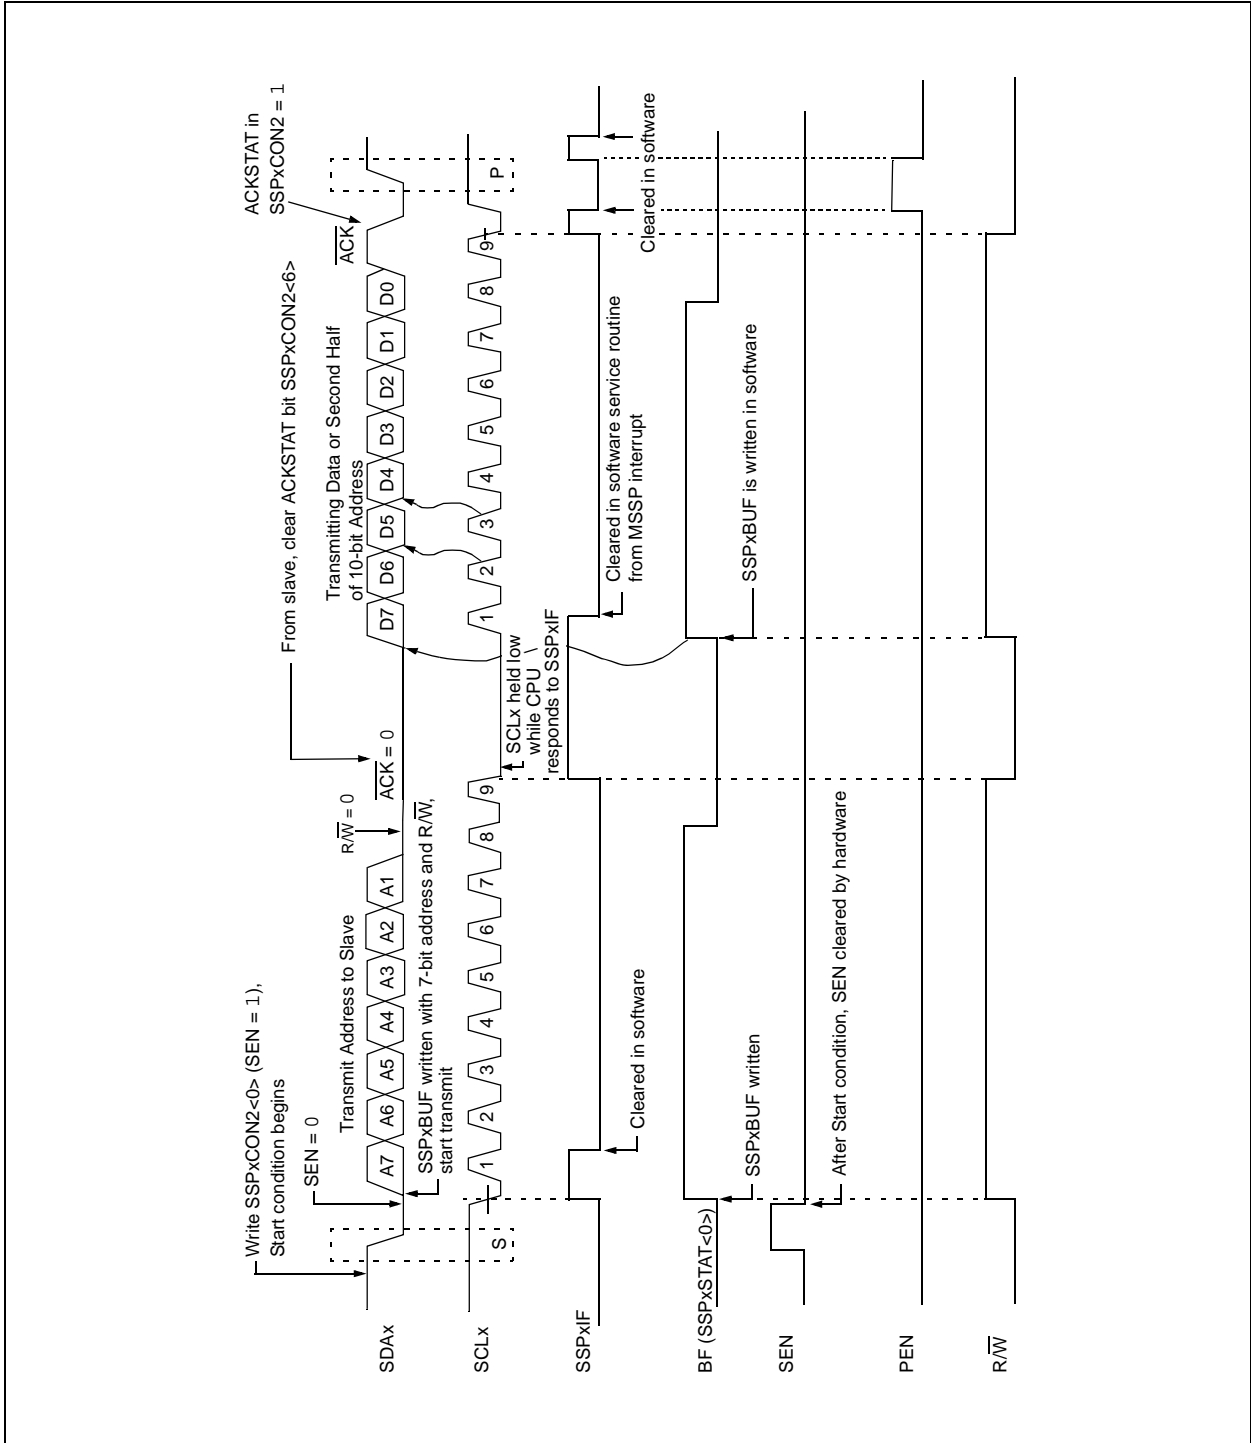 Write SSPxCON2<0> (SEN = 1),
Start condition begins
SEN = 0
From slave, clear ACKSTAT bit SSPxCON2<6>
ACKSTAT in
SSPxCON2 = 1
Transmit Address to Slave
R/W = 0
ACK = 0
Transmitting Data or Second Half
of 10-bit Address
ACK
SDAx
A7 A6 A5 A4 A3 A2 A1
D7 D6 D5 D4 D3 D2 D1 D0
SSPxBUF written with 7-bit address and R/W,
start transmit
SCLx
S
1 2 3 4 5 6 7 8 9
1 2 3 4 5 6 7 8 9
P
SCLx held low
while CPU
responds to SSPxIF
SSPxIF
Cleared in software
Cleared in software service routine
from MSSP interrupt
Cleared in software
BF (SSPxSTAT<0>)
SSPxBUF written
SSPxBUF is written in software
SEN
After Start condition, SEN cleared by hardware
PEN
R/W